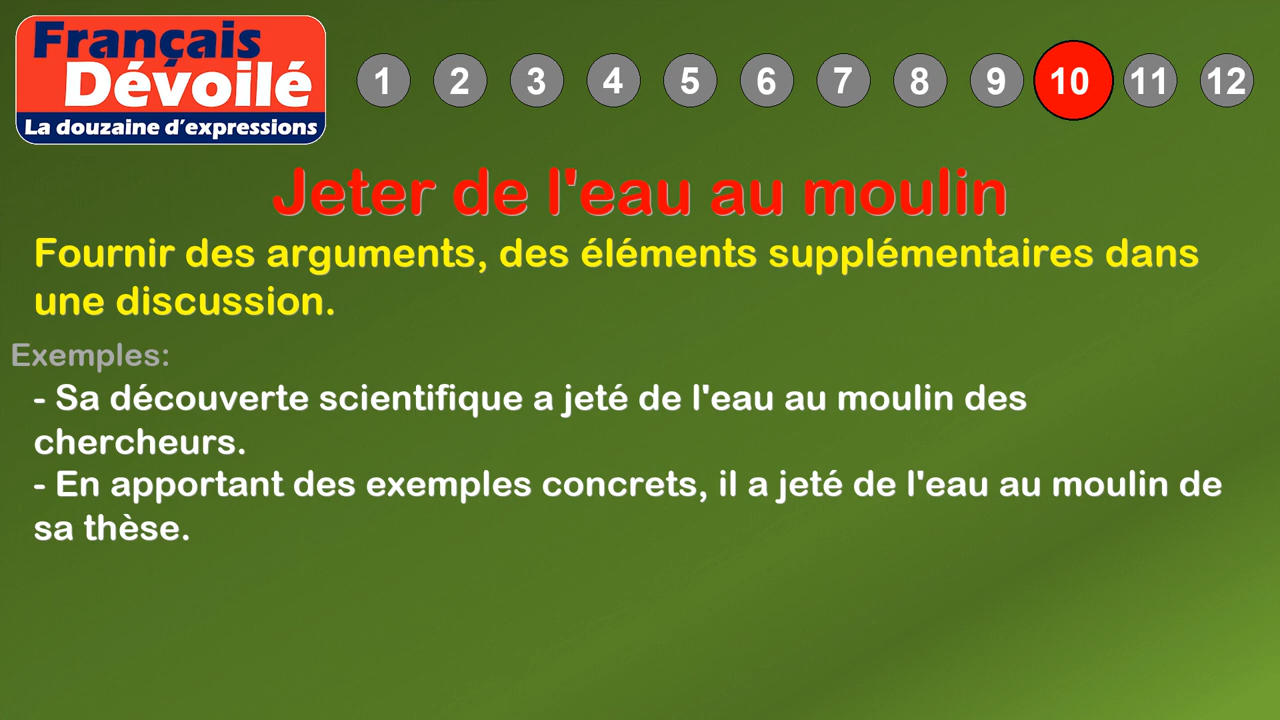 Français
Dévoilé
La douzaine d'expressions
1 2 3 4 5 6 7 8 9 10 11 12
Jeter de l'eau au moulin
Fournir des arguments, des éléments supplémentaires dans
une discussion.
Exemples:
- Sa découverte scientifique a jeté de l'eau au moulin des
chercheurs.
- En apportant des exemples concrets, il a jeté de l'eau au moulin de
sa thèse.